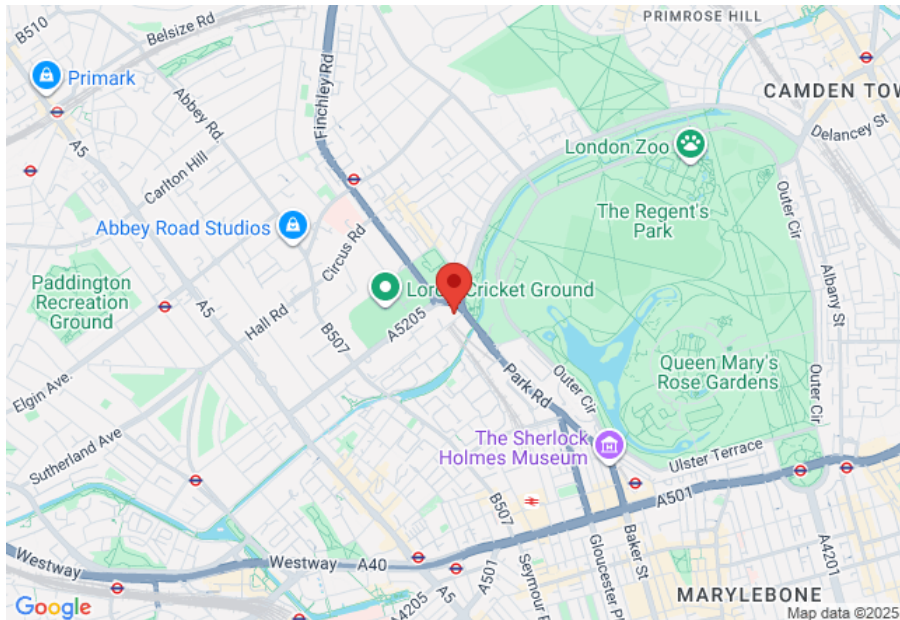 PRIMROSE HILL
B510
Belsize Rd
Primark
Finchley Rd
CAMDEN TOW
Abbey Rd.
Delancey St
A5
London Zoo
Carlton Hill
Abbey Road Studios
Circus Rd
The Regent's
Park
Outer Cir
Paddington
Recreation
Ground
Cricket Ground
Albany St
A5
Hall Rd
B507
A5205
Elgin Ave.
Park Rd
Outer Cir
Queen Mary's
Rose Gardens
Outer Cir
Sutherland Ave
The Sherlock
Holmes Museum
Ulster Terrace
B507
A501
Westway
Westway
A40
A501
Seymour
Gloucester
Baker St
A4201
A5
A4205
MARYLEBONE
Google
Map data ©2025